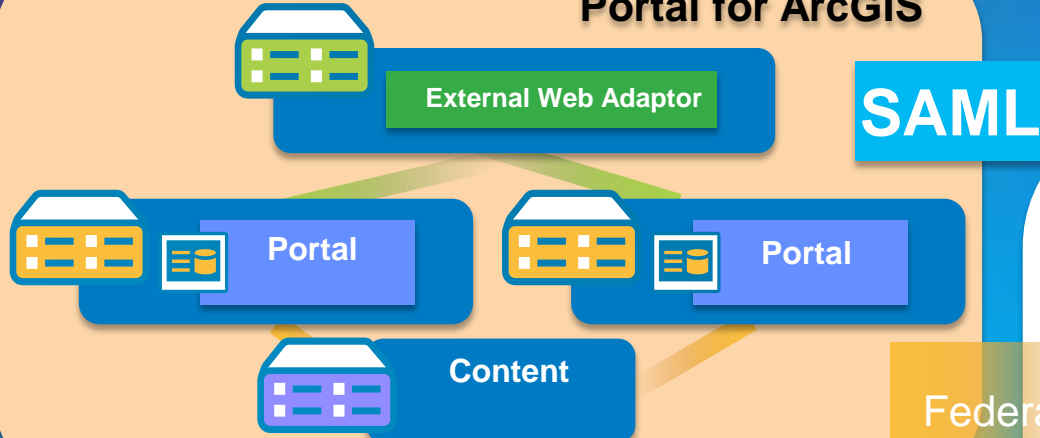 Portal for ArcGIS
External Web Adaptor
SAML
Portal
Portal
Content